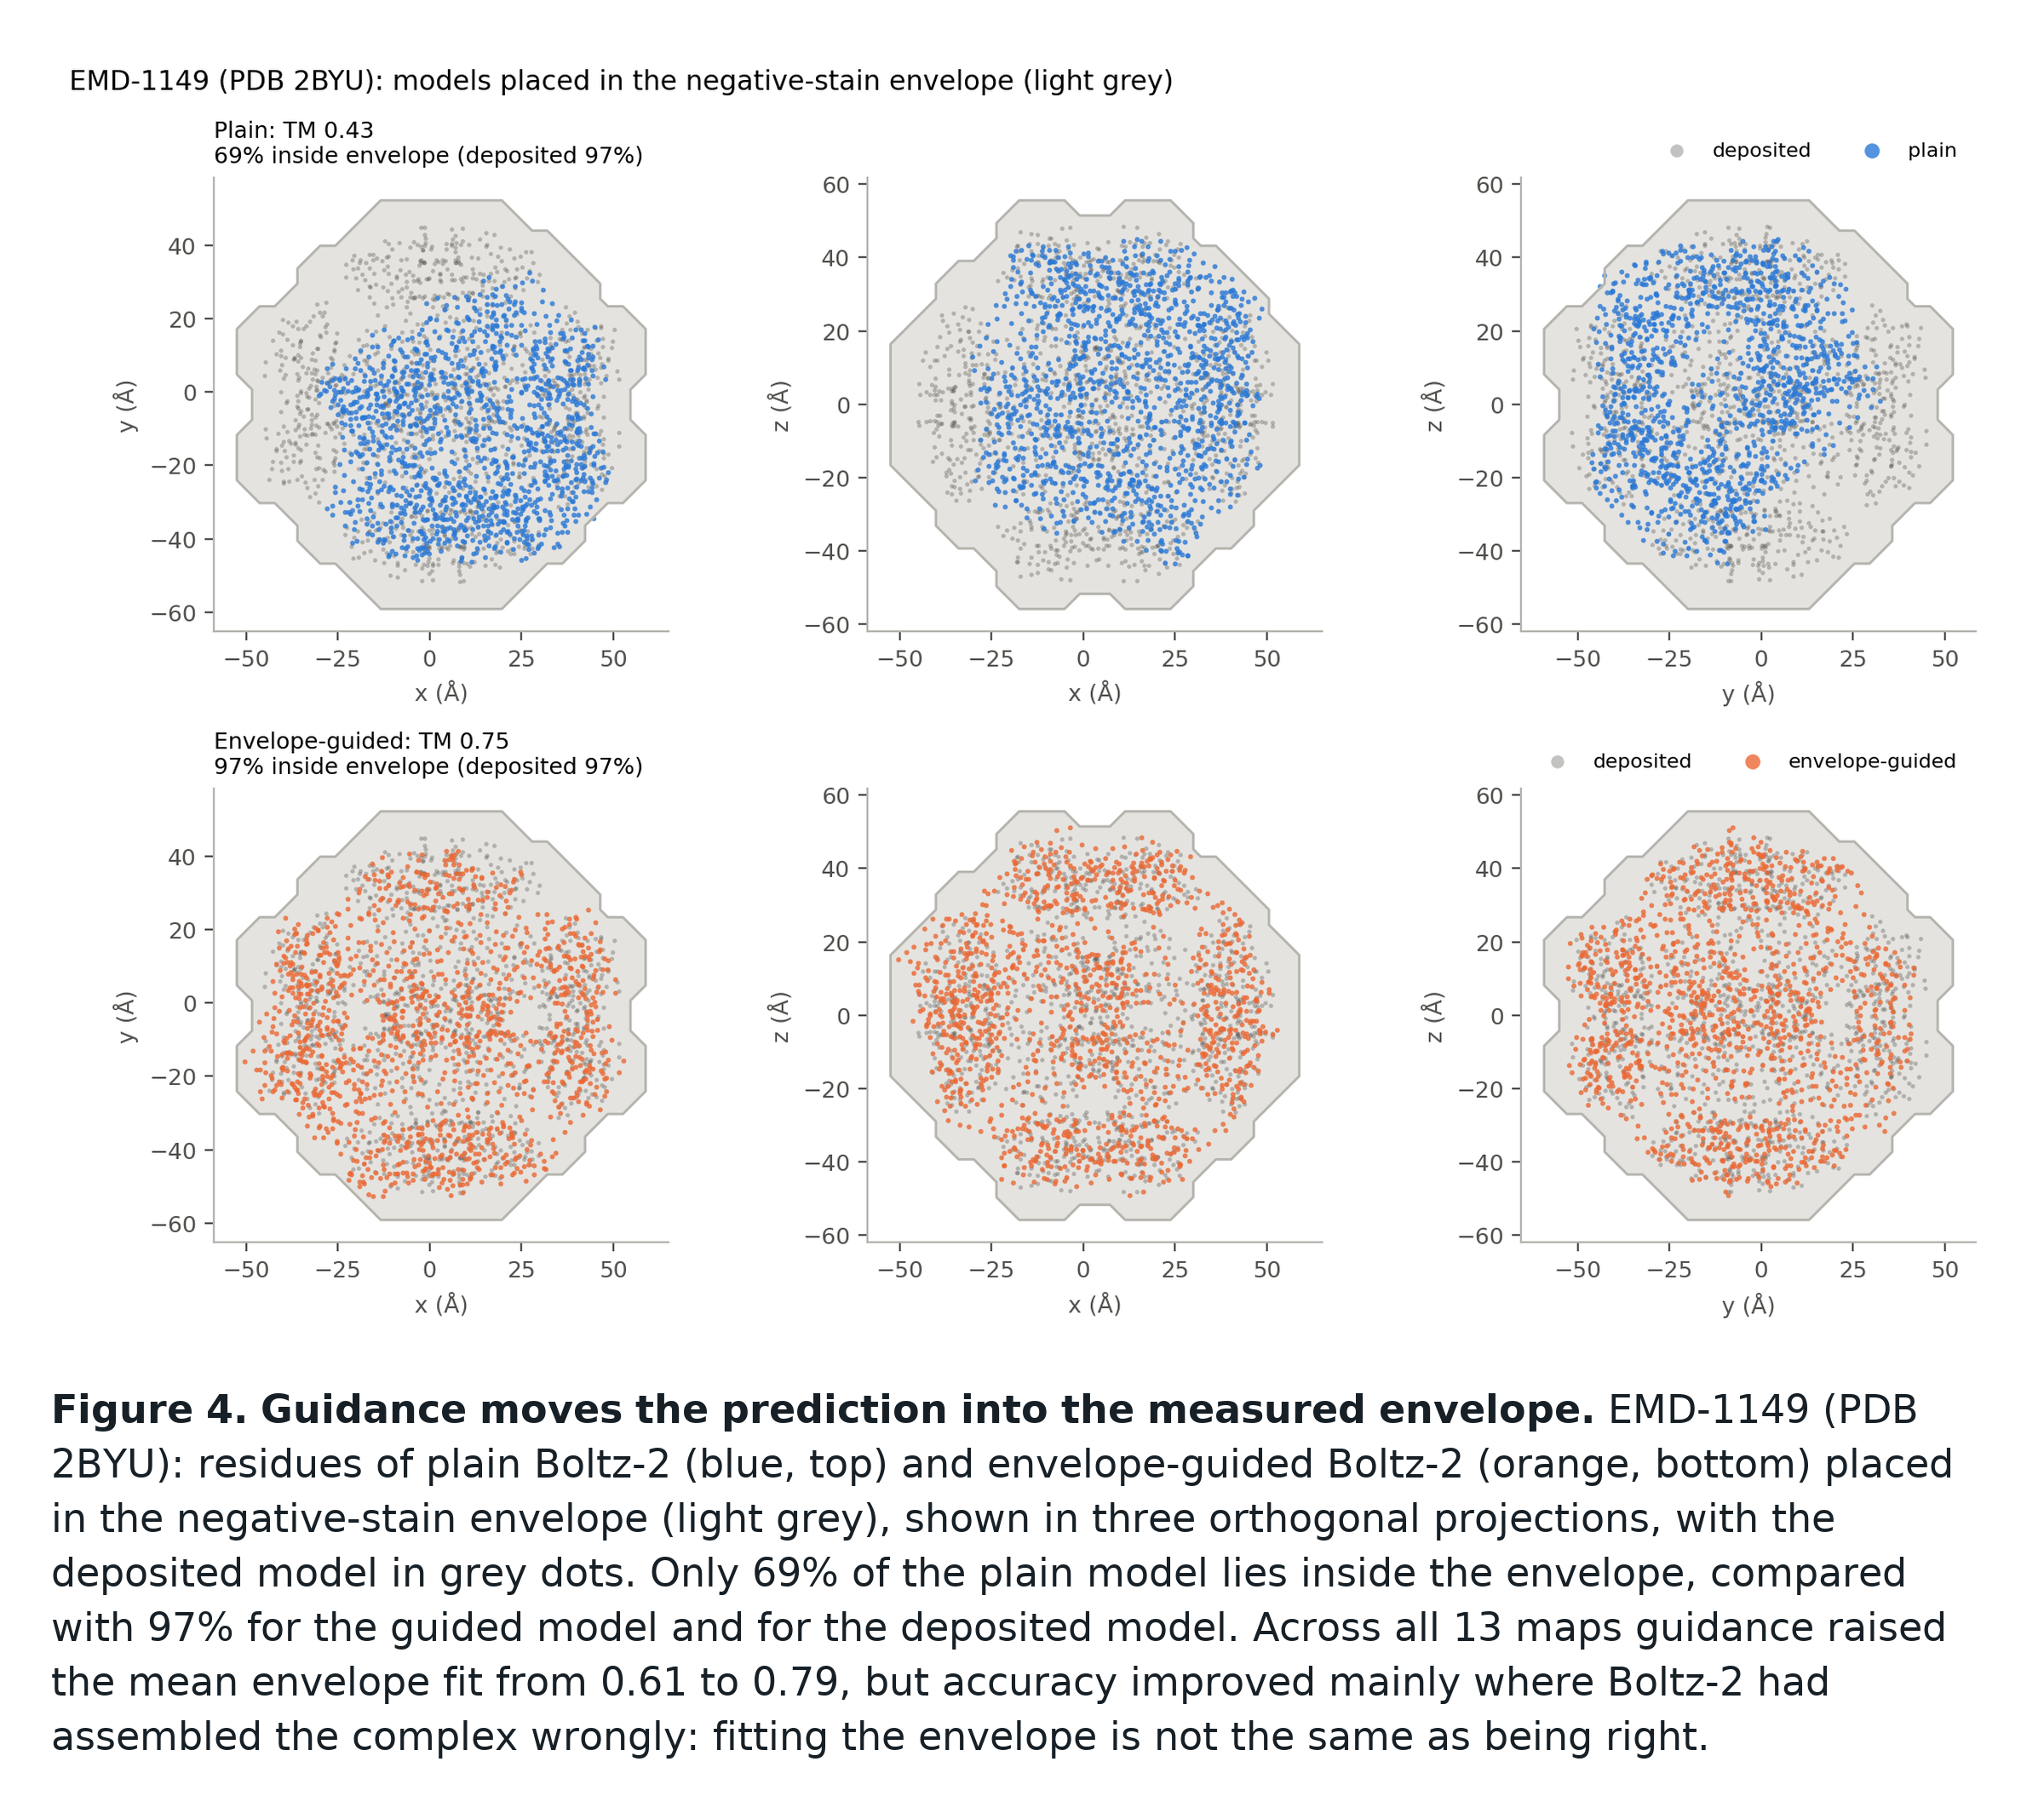 EMD-1149 (PDB 2BYU): models placed in the negative-stain envelope (light grey)
Plain: TM 0.43
69% inside envelope (deposited 97%)
deposited
plain
40
20
0
−20
−40
−60
y (Å)
−50
−25
0
25
50
x (Å)
60
40
20
0
−20
−40
−60
z (Å)
−50
−25
0
25
50
x (Å)
60
40
20
0
−20
−40
−60
z (Å)
−50
−25
0
25
50
y (Å)
Envelope-guided: TM 0.75
97% inside envelope (deposited 97%)
deposited
envelope-guided
40
20
0
−20
−40
−60
y (Å)
−50
−25
0
25
50
x (Å)
60
40
20
0
−20
−40
−60
z (Å)
−50
−25
0
25
50
x (Å)
60
40
20
0
−20
−40
−60
z (Å)
−50
−25
0
25
50
y (Å)
Figure 4. Guidance moves the prediction into the measured envelope. EMD-1149 (PDB
2BYU): residues of plain Boltz-2 (blue, top) and envelope-guided Boltz-2 (orange, bottom) placed
in the negative-stain envelope (light grey), shown in three orthogonal projections, with the
deposited model in grey dots. Only 69% of the plain model lies inside the envelope, compared
with 97% for the guided model and for the deposited model. Across all 13 maps guidance raised
the mean envelope fit from 0.61 to 0.79, but accuracy improved mainly where Boltz-2 had
assembled the complex wrongly: fitting the envelope is not the same as being right.